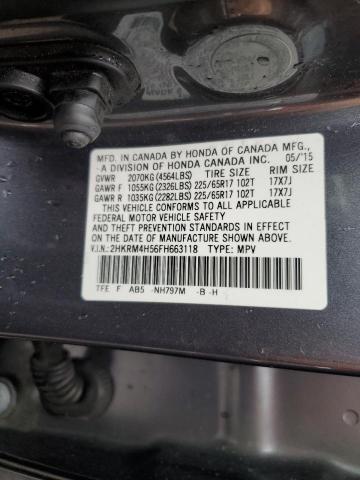 MFD. IN CANADA BY HONDA OF CANADA MFG.,
-A DIVISION OF HONDA CANADA INC. 05/'15
GVWR 2070KG (4564LBS) TIRE SIZE RIM SIZE
GAWR F 1055KG (2326LBS) 225/65R17 102T 17X7J
GAWR R 1035KG (2282LBS) 225/65R17 102T 17X7J
THIS VEHICLE CONFORMS TO ALL APPLICABLE
FEDERAL MOTOR VEHICLE SAFETY
AND THEFT PREVENTION STANDARDS IN EFFECT
ON THE DATE OF MANUFACTURE SHOWN ABOVE.
V.I.N.: 2HKRM4H56FH663118 TYPE: MPV
TFE F AB5 -NH797M -B -H